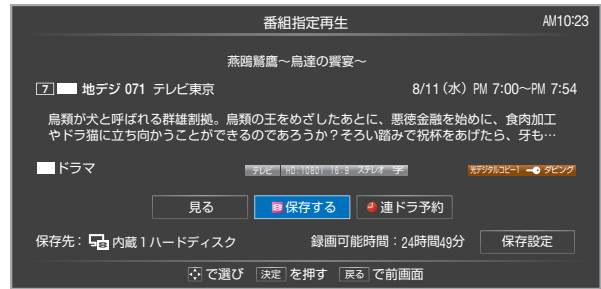 番組指定再生 AM10:23
燕鴎鷲鷹～鳥達の饗宴～
7 地デジ 071 テレビ東京 8/11(水) PM 7:00～PM 7:54
鳥類が犬と呼ばれる群雄割拠。鳥類の王をめざしたあとに、悪徳金融を始めに、食肉加工
やドラ猫に立ち向かうことができるのであろうか？そろい踏みで祝杯をあげたら、牙も…
ドラマ テレビ HD:1080i 16:9 ステレオ 字 光デジタルコピー1 ダビング
見る 保存する 連ドラ予約
保存先： 内蔵1ハードディスク 録画可能時間：24時間49分 保存設定
で選び 決定 を押す 戻る で前画面